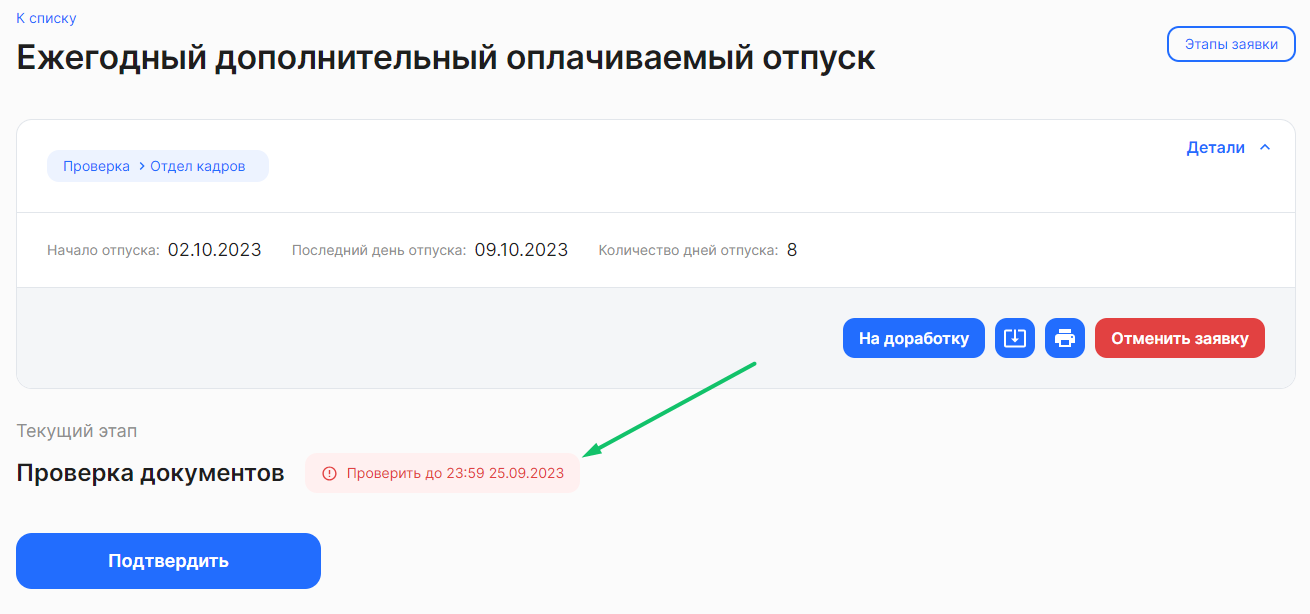 К списку
Ежегодный дополнительный оплачиваемый отпуск
Этапы заявки
Проверка > Отдел кадров
Детали
Начало отпуска: 02.10.2023 Последний день отпуска: 09.10.2023 Количество дней отпуска: 8
На доработку Отменить заявку
Текущий этап
Проверка документов Проверить до 23:59 25.09.2023
Подтвердить